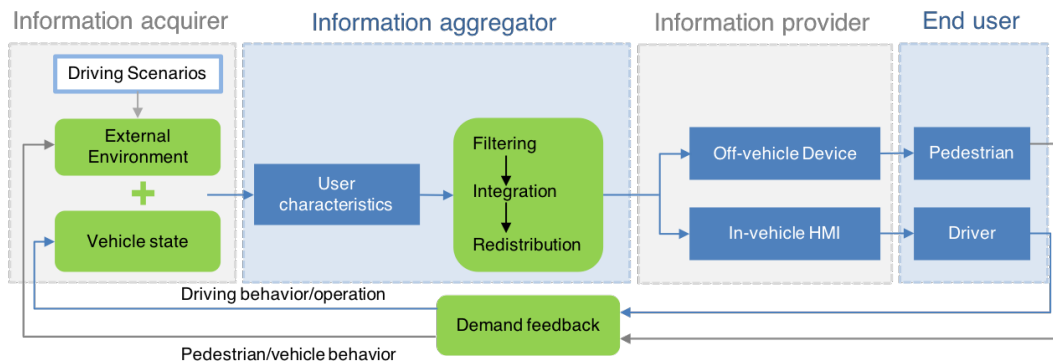 Information acquirer
Information aggregator
Information provider
End user
Driving Scenarios
External
Environment
Vehicle state
User
characteristics
Filtering
Integration
Redistribution
Off-vehicle Device
In-vehicle HMI
Pedestrian
Driver
Driving behavior/operation
Demand feedback
Pedestrian/vehicle behavior